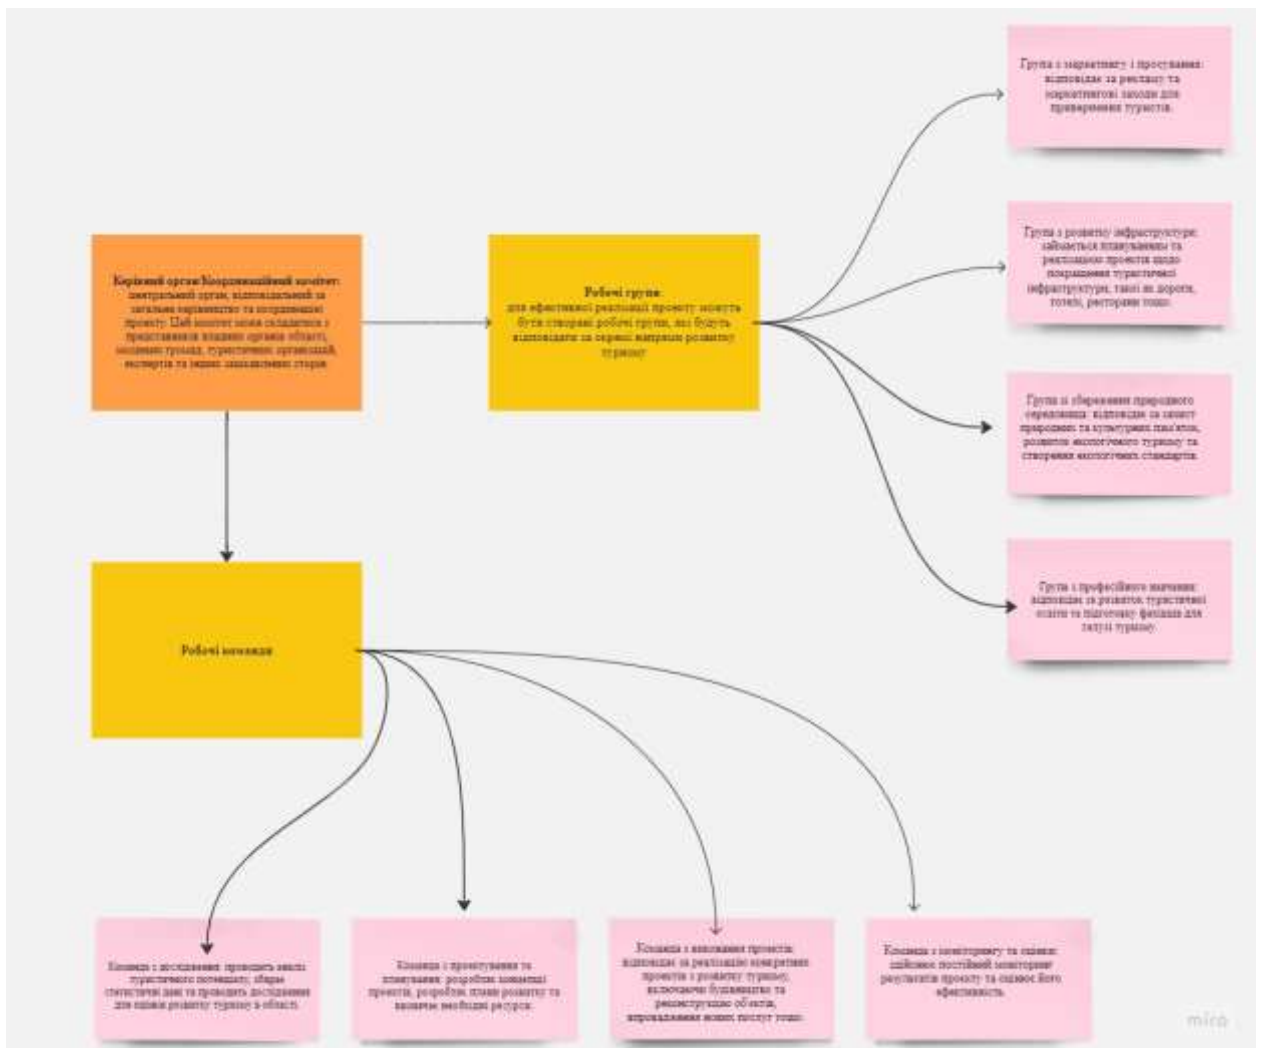 Група з маркетингу і просування:
відповідає за рекламу та
маркетингові заходи для
привернення туристів.
Група з розвитку інфраструктури:
займається плануванням та
реалізацією проектів щодо
покращення туристичної
інфраструктури, такої як дороги,
готелі, ресторани тощо.
Керівний орган/Координаційний комітет:
центральний орган, відповідальний за
загальне керівництво та координацію
проекту. Цей комітет може складатися з
представників владних органів області,
місцевих громад, туристичних організацій,
експертів та інших зацікавлених сторін
Робочі групи:
для ефективної реалізації проекту можуть
бути створені робочі групи, які будуть
відповідати за окремі напрями розвитку
туризму
Група зі збереження природного
середовища: відповідає за захист
природних та культурних пам'яток,
розвиток екологічного туризму та
створення екологічних стандартів.
Група з професійного навчання:
відповідає за розвиток туристичної
освіти та підготовку фахівців для
галузі туризму.
Робочі команди
Команда з дослідження: проводить аналіз
туристичного потенціалу, збирає
статистичні дані та проводить дослідження
для оцінки розвитку туризму в області.
Команда з проектування та
планування: розробляє концепції
проектів, розробляє плани розвитку та
визначає необхідні ресурси.
Команда з виконання проектів:
відповідає за реалізацію конкретних
проектів з розвитку туризму,
включаючи будівництво та
реконструкцію об'єктів,
впровадження нових послуг тощо.
Команда з моніторингу та оцінки:
здійснює постійний моніторинг
результатів проекту та оцінює його
ефективність.
miro